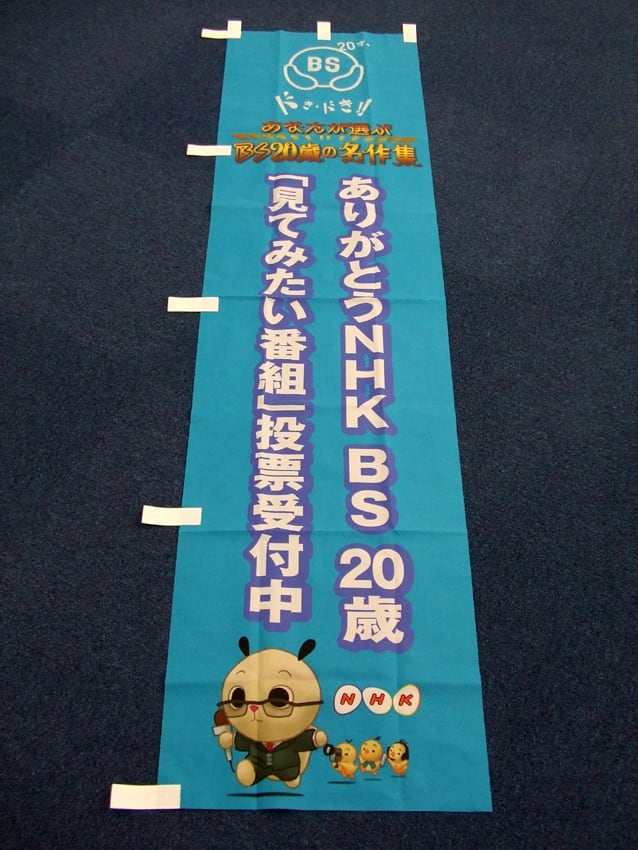 20才、
BS
ドき・ドき!!
あなたが選ぶ
BS20歳の名作集
ありがとうNHK BS 20歳
「見てみたい番組」投票受付中
NHK